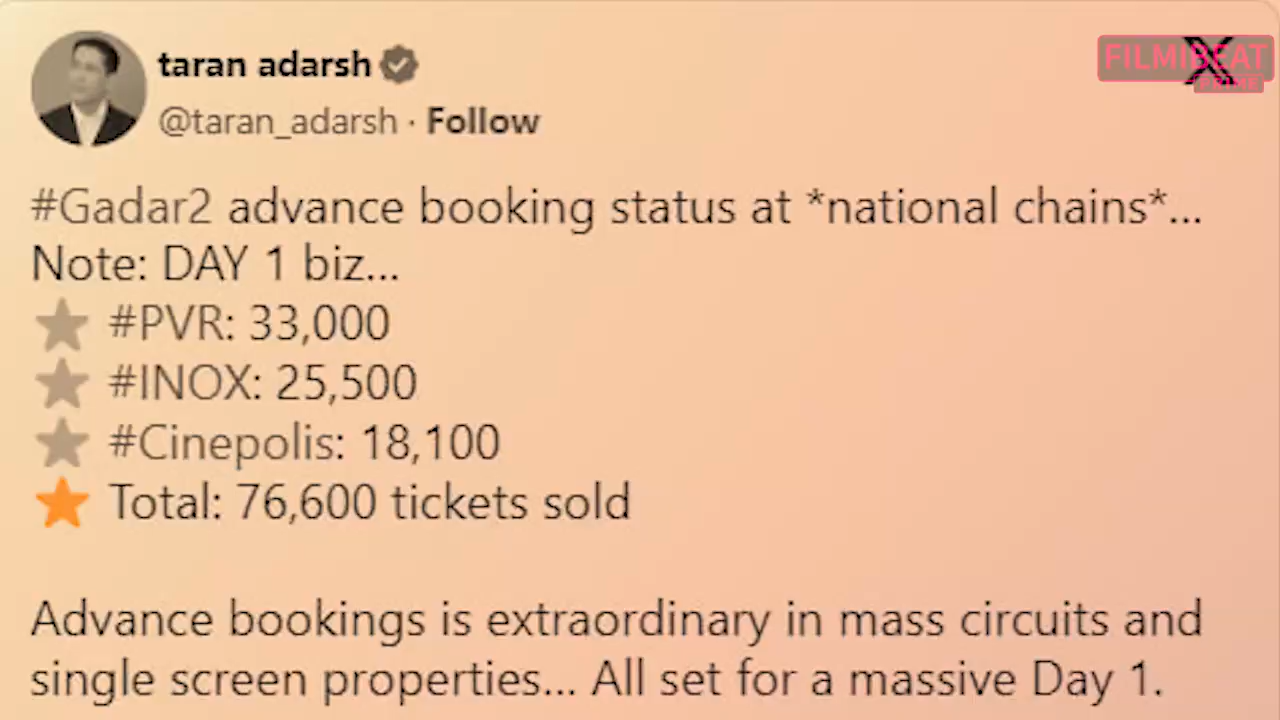 taran adarsh
@taran_adarsh · Follow
FILMIBEAT
PRIME
#Gadar2 advance booking status at *national chains*...
Note: DAY 1 biz...
#PVR: 33,000
#INOX: 25,500
#Cinepolis: 18,100
Total: 76,600 tickets sold
Advance bookings is extraordinary in mass circuits and
single screen properties... All set for a massive Day 1.